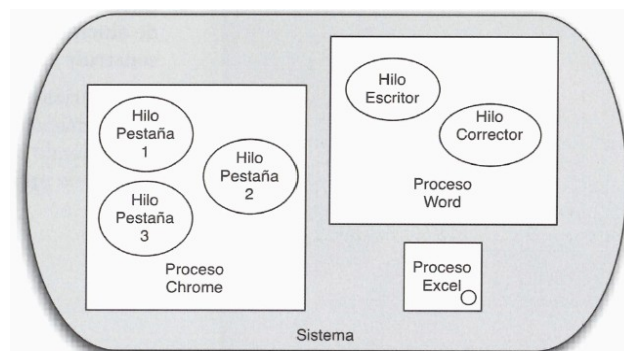 Hilo
Pestaña
1
Hilo
Pestaña
2
Hilo
Pestaña
3
Proceso
Chrome
Hilo
Escritor
Hilo
Corrector
Proceso
Word
Proceso
Excel
Sistema